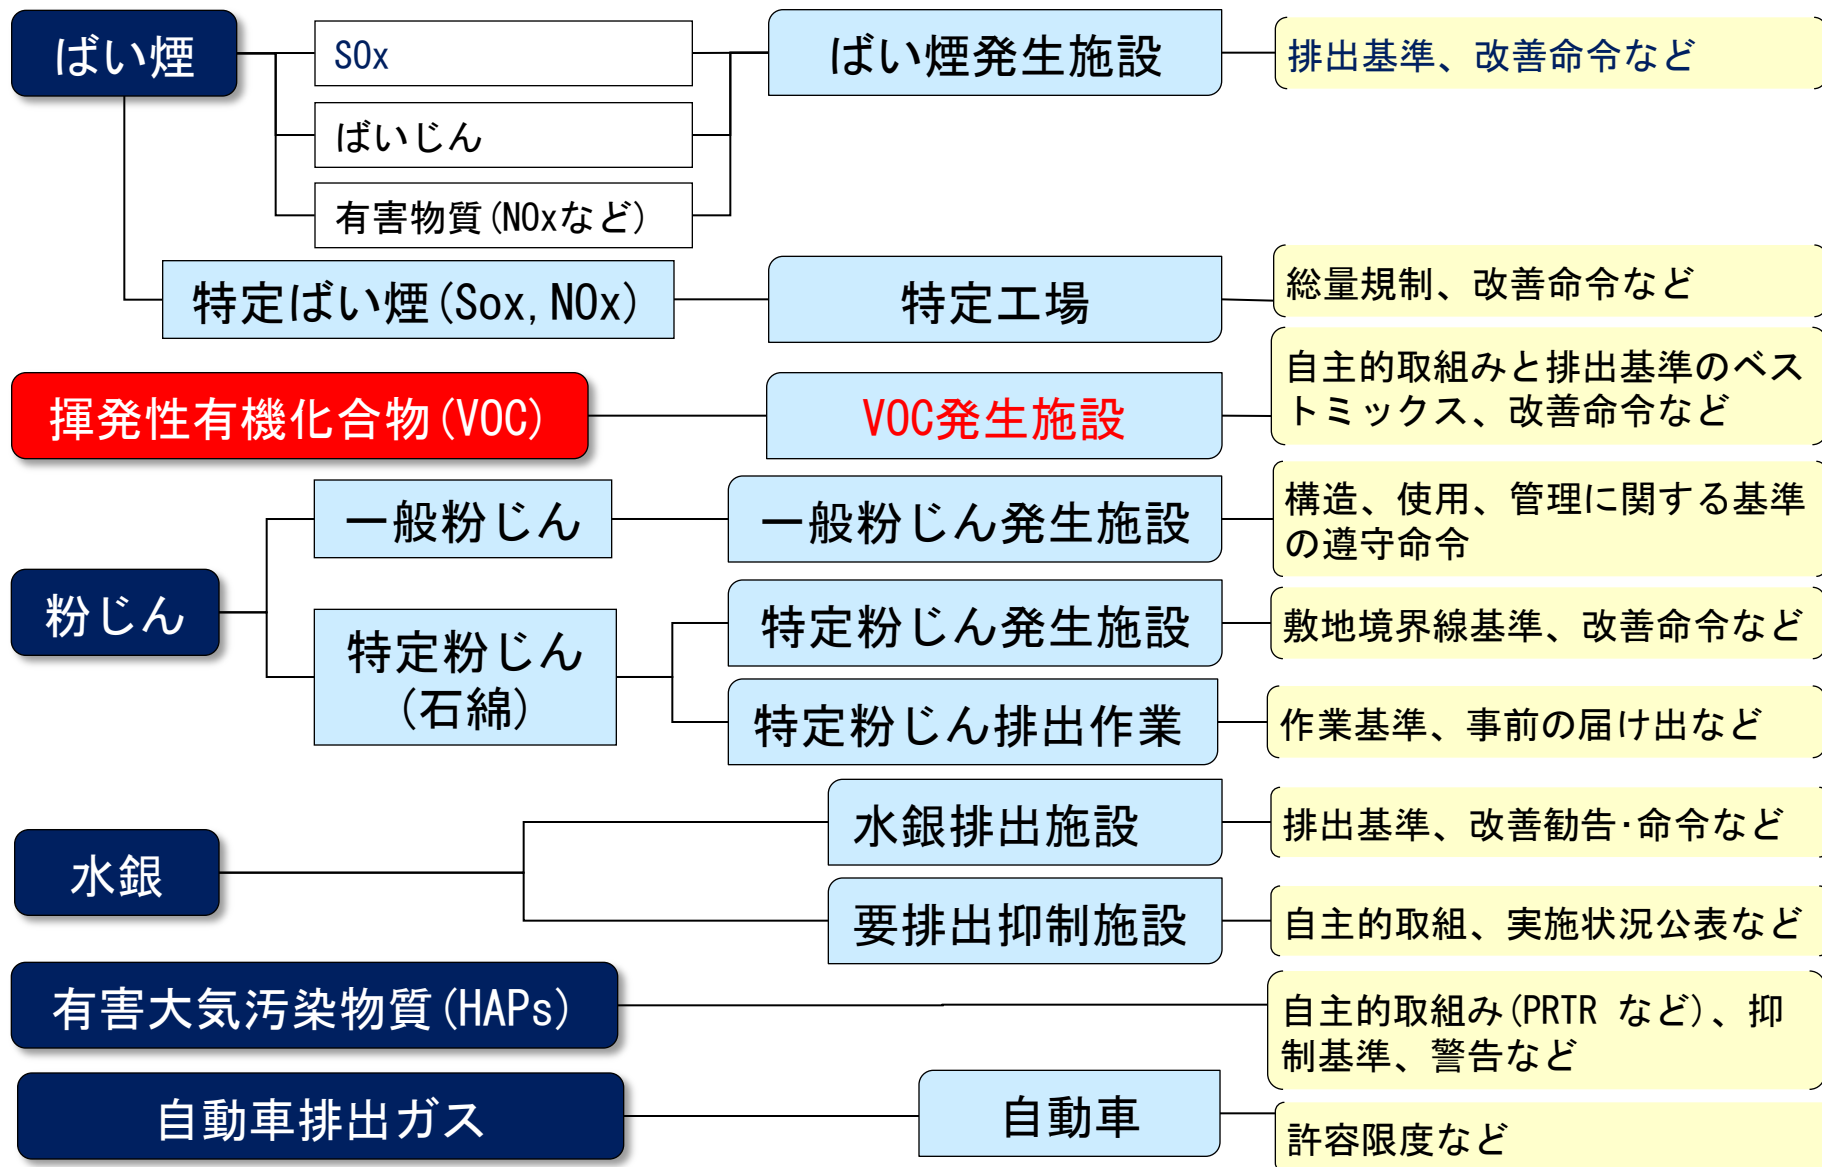 ばい煙
SOx
ばい煙発生施設
排出基準、改善命令など
ばいじん
有害物質(NOxなど)
特定ばい煙(Sox,NOx)
特定工場
総量規制、改善命令など
揮発性有機化合物(VOC)
VOC発生施設
自主的取組みと排出基準のベス
トミックス、改善命令など
粉じん
一般粉じん
一般粉じん発生施設
構造、使用、管理に関する基準
の遵守命令
特定粉じん
(石綿)
特定粉じん発生施設
敷地境界線基準、改善命令など
特定粉じん排出作業
作業基準、事前の届け出など
水銀
水銀排出施設
排出基準、改善勧告･命令など
要排出抑制施設
自主的取組、実施状況公表など
有害大気汚染物質(HAPs)
自主的取組み(PRTR など)、抑
制基準、警告など
自動車排出ガス
自動車
許容限度など